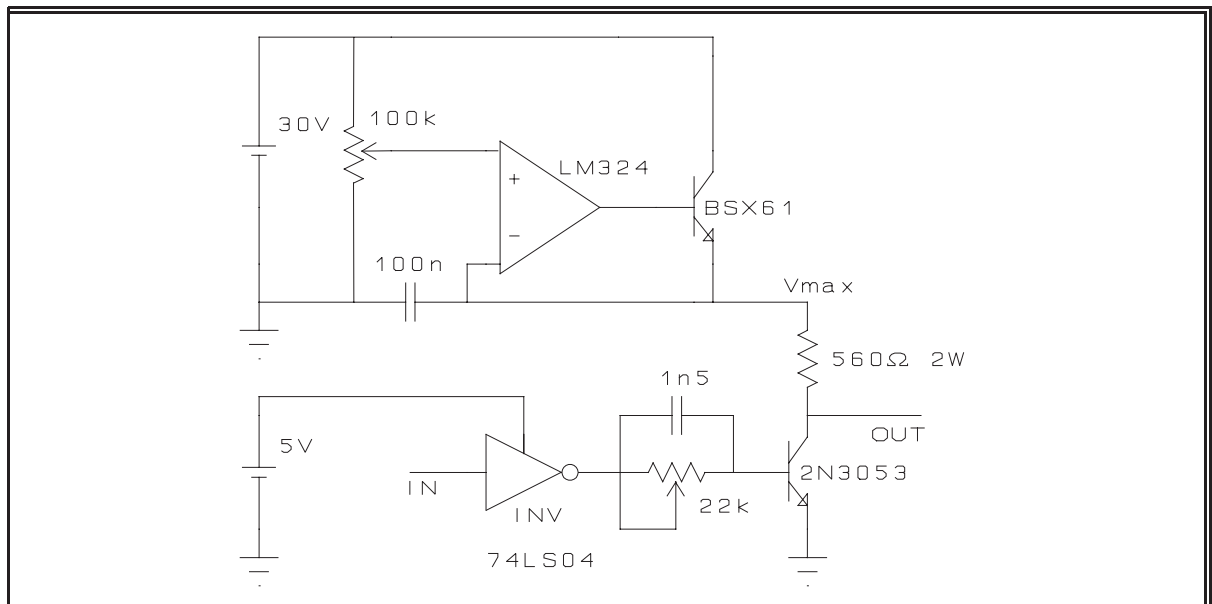 30V
100k
+
LM324
BSX61
−
100n
Vmax
560Ω 2W
1n5
5V
OUT
IN
2N3053
INV
22k
74LS04